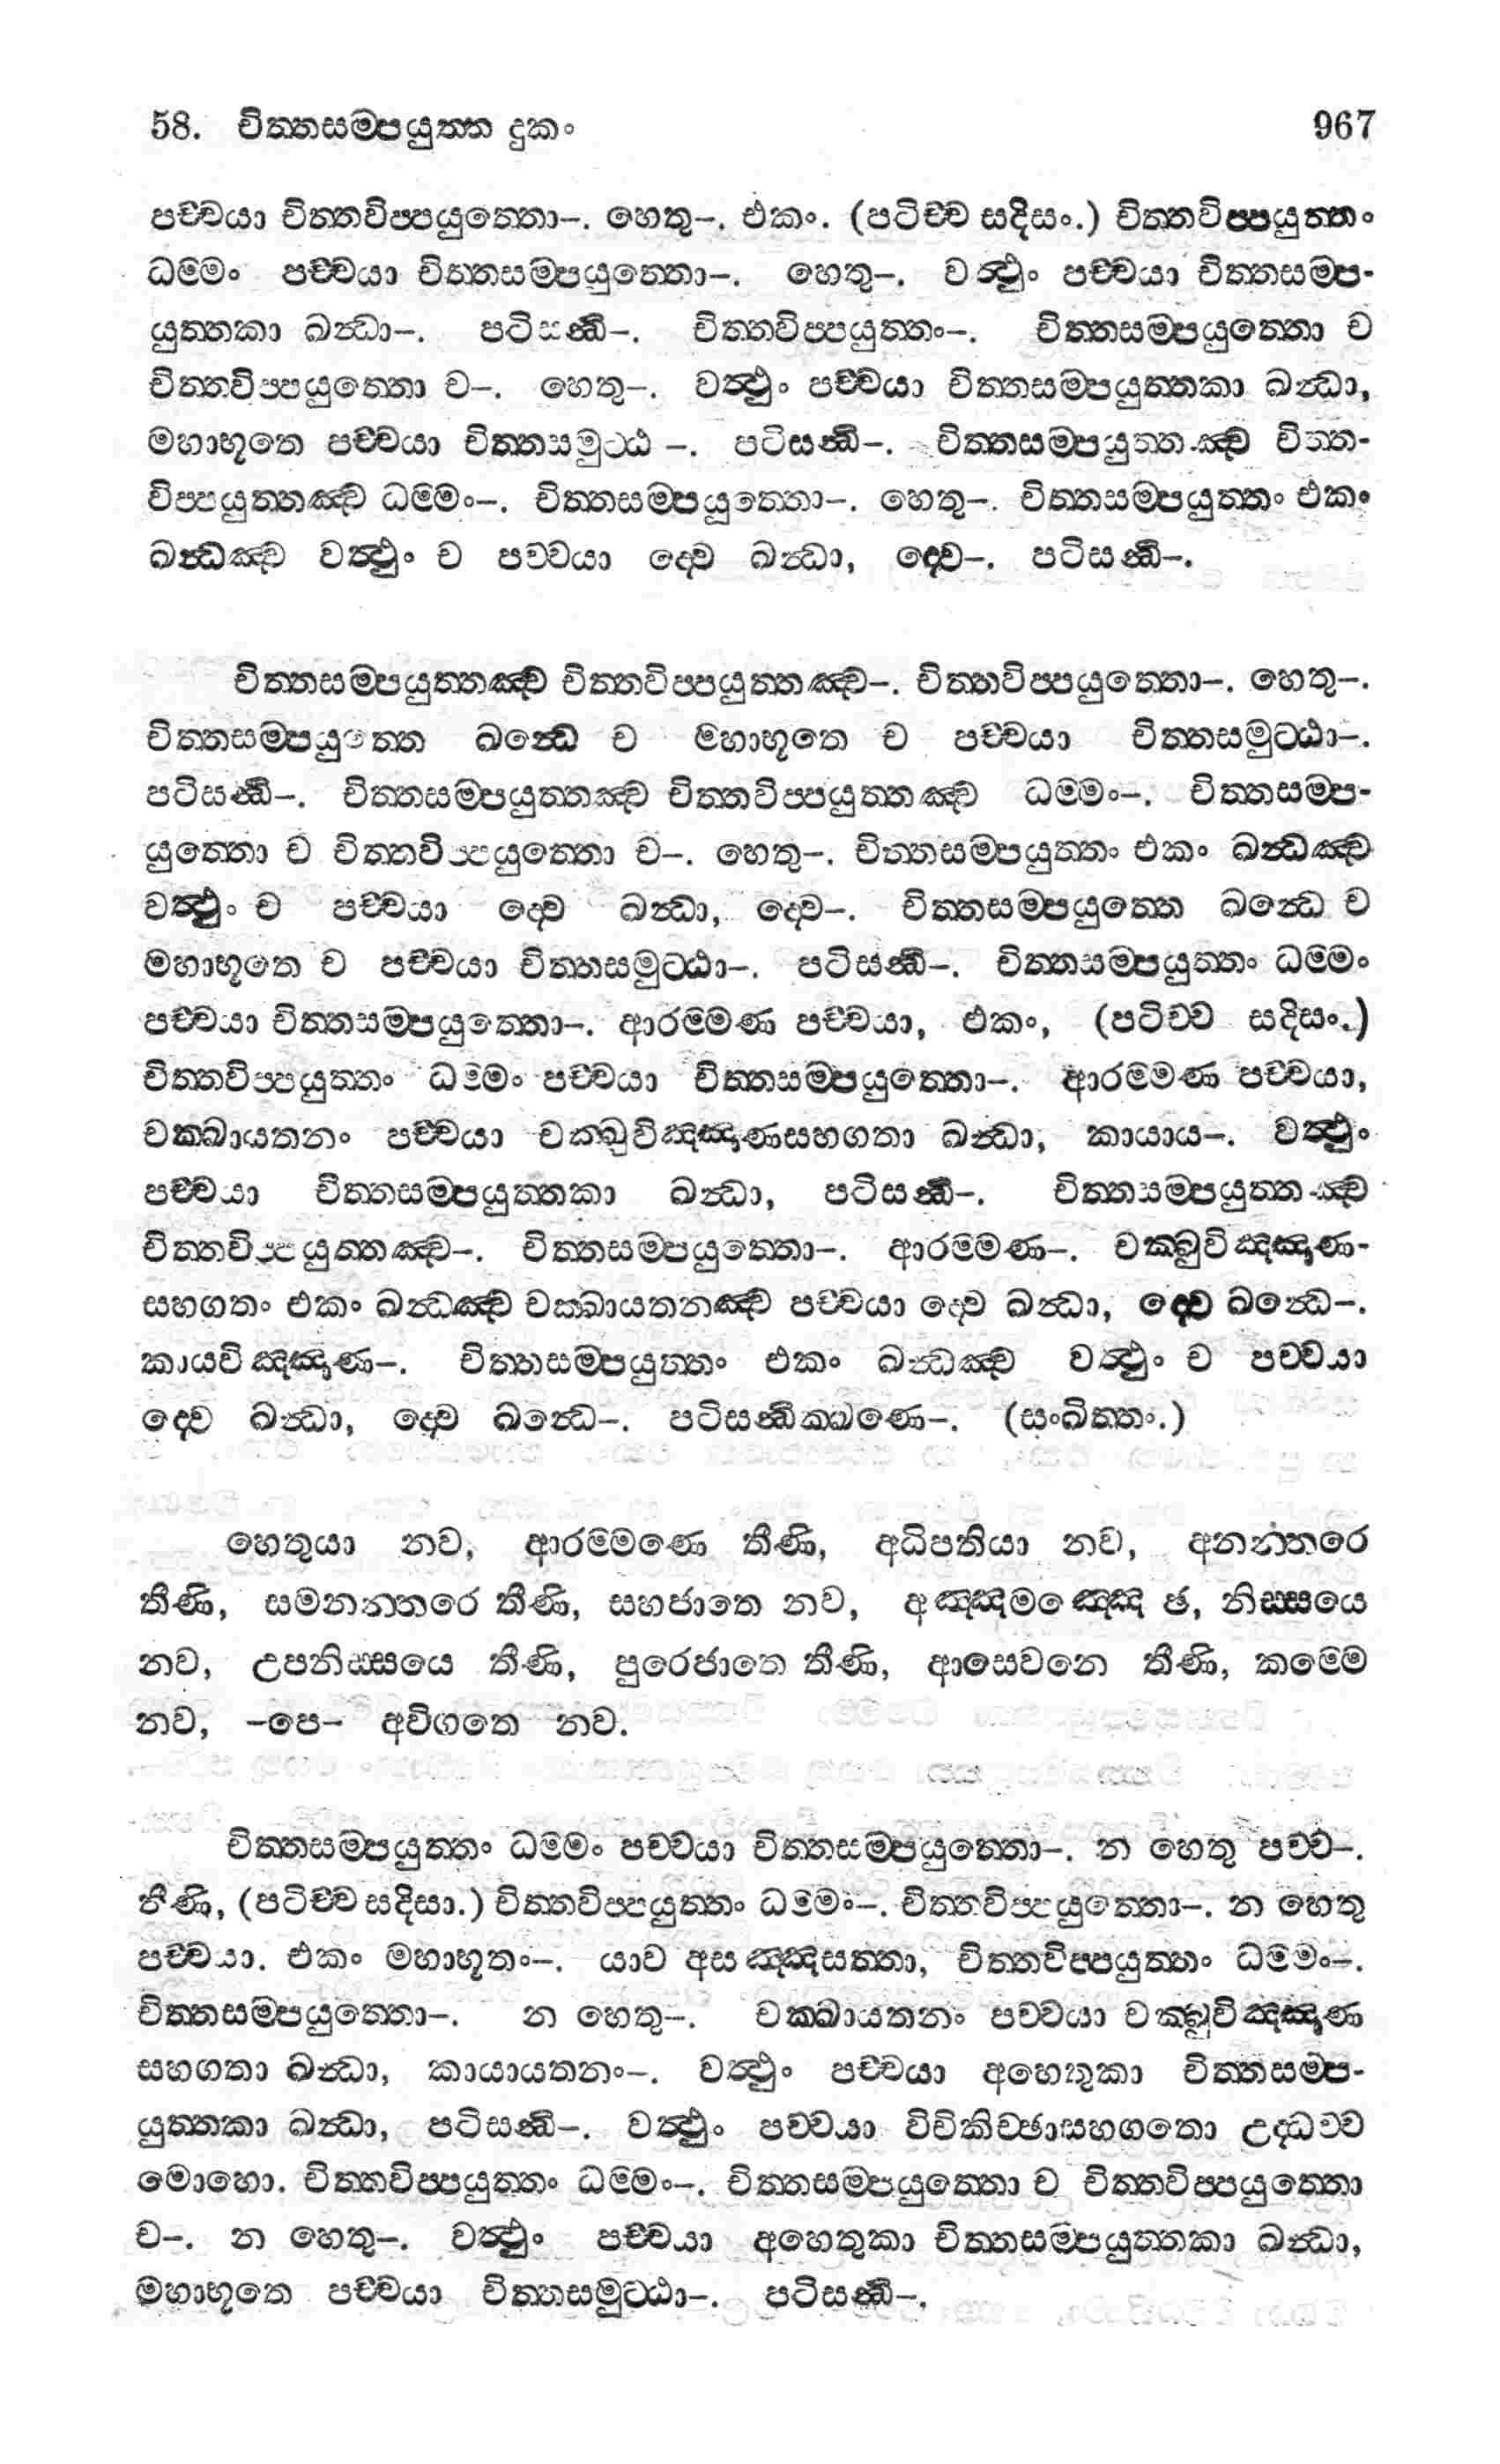 58. චිත්තසම්පයුත්ත දුකං 967
පච්චයා චිත්තවිප්පයුත්තො–. හෙතු–. එකං. (පටිච්ච සදිසං.) චිත්තවිප්පයුත්තං
ධම්මං පච්චයා චිත්තසම්පයුත්තො–. හෙතු–. වත්ථුං පච්චයා චිත්තසම්ප-
යුත්තකා ඛන්ධා–. පටිසන්ධි–. චිත්තවිප්පයුත්තං–. චිත්තසම්පයුත්තො ච
චිත්තවිප්පයුත්තො ච–. හෙතු–. වත්ථුං පච්චයා චිත්තසම්පයුත්තකා ඛන්ධා,
මහාභූතෙ පච්චයා චිත්තසමුට්ඨ –. පටිසන්ධි–. චිත්තසම්පයුත්තඤ්ච චිත්ත-
විප්පයුත්තඤ්ච ධම්මං–. චිත්තසම්පයුත්තො–. හෙතු–. චිත්තසම්පයුත්තං එකං
ඛන්ධඤ්ච වත්ථුං ච පච්චයා ද්වෙ ඛන්ධා, ද්වෙ–. පටිසන්ධි–.
චිත්තසම්පයුත්තඤ්ච චිත්තවිප්පයුත්තඤ්ච–. චිත්තවිප්පයුත්තො–. හෙතු–.
චිත්තසම්පයුත්තෙ ඛන්ධෙ ච මහාභූතෙ ච පච්චයා චිත්තසමුට්ඨා–.
පටිසන්ධි–. චිත්තසම්පයුත්තඤ්ච චිත්තවිප්පයුත්තඤ්ච ධම්මං–. චිත්තසම්ප-
යුත්තො ච චිත්තවිප්පයුත්තො ච–. හෙතු–. චිත්තසම්පයුත්තං එකං ඛන්ධඤ්ච
වත්ථුං ච පච්චයා ද්වෙ ඛන්ධා, ද්වෙ–. චිත්තසම්පයුත්තෙ ඛන්ධෙ ච
මහාභූතෙ ච පච්චයා චිත්තසමුට්ඨා–. පටිසන්ධි–. චිත්තසම්පයුත්තං ධම්මං
පච්චයා චිත්තසම්පයුත්තො–. ආරම්මණ පච්චයා, එකං, (පටිච්ච සදිසං.)
චිත්තවිප්පයුත්තං ධම්මං පච්චයා චිත්තසම්පයුත්තො–. ආරම්මණ පච්චයා,
චක්ඛායතනං පච්චයා චක්ඛුවිඤ්ඤාණසහගතා ඛන්ධා, කායාය–. වත්ථුං
පච්චයා චිත්තසම්පයුත්තකා ඛන්ධා, පටිසන්ධි–. චිත්තසම්පයුත්තඤ්ච
චිත්තවිප්පයුත්තඤ්ච–. චිත්තසම්පයුත්තො–. ආරම්මණ–. චක්ඛුවිඤ්ඤාණ-
සහගතං එකං ඛන්ධඤ්ච චක්ඛායතනඤ්ච පච්චයා ද්වෙ ඛන්ධා, ද්වෙ ඛන්ධෙ–.
කායවිඤ්ඤාණ–. චිත්තසම්පයුත්තං එකං ඛන්ධඤ්ච වත්ථුං ච පච්චයා
ද්වෙ ඛන්ධා, ද්වෙ ඛන්ධෙ–. පටිසන්ධික්ඛණෙ–. (සංඛිත්තං.)
හෙතුයා නව, ආරම්මණෙ තීණි, අධිපතියා නව, අනන්තරෙ
තීණි, සමනන්තරෙ තීණි, සහජාතෙ නව, අඤ්ඤමඤ්ඤෙ ඡ, නිස්සයෙ
නව, උපනිස්සයෙ තීණි, පුරෙජාතෙ තීණි, ආසෙවනෙ තීණි, කම්මෙ
නව, –පෙ– අවිගතෙ නව.
චිත්තසම්පයුත්තං ධම්මං පච්චයා චිත්තසම්පයුත්තො–. න හෙතු පච්ච–.
තීණි, (පටිච්ච සදිසා.) චිත්තවිප්පයුත්තං ධම්මං–. චිත්තවිප්පයුත්තො–. න හෙතු
පච්චයා. එකං මහාභූතං–. යාව අසඤ්ඤසත්තා, චිත්තවිප්පයුත්තං ධම්මං–.
චිත්තසම්පයුත්තො–. න හෙතු–. චක්ඛායතනං පච්චයා චක්ඛුවිඤ්ඤාණ
සහගතා ඛන්ධා, කායායතනං–. වත්ථුං පච්චයා අහෙතුකා චිත්තසම්ප-
යුත්තකා ඛන්ධා, පටිසන්ධි–. වත්ථුං පච්චයා විචිකිච්ඡාසහගතො උද්ධච්ච
මොහො. චිත්තවිප්පයුත්තං ධම්මං–. චිත්තසම්පයුත්තො ච චිත්තවිප්පයුත්තො
ච–. න හෙතු–. වත්ථුං පච්චයා අහෙතුකා චිත්තසම්පයුත්තකා ඛන්ධා,
මහාභූතෙ පච්චයා චිත්තසමුට්ඨා–. පටිසන්ධි–.